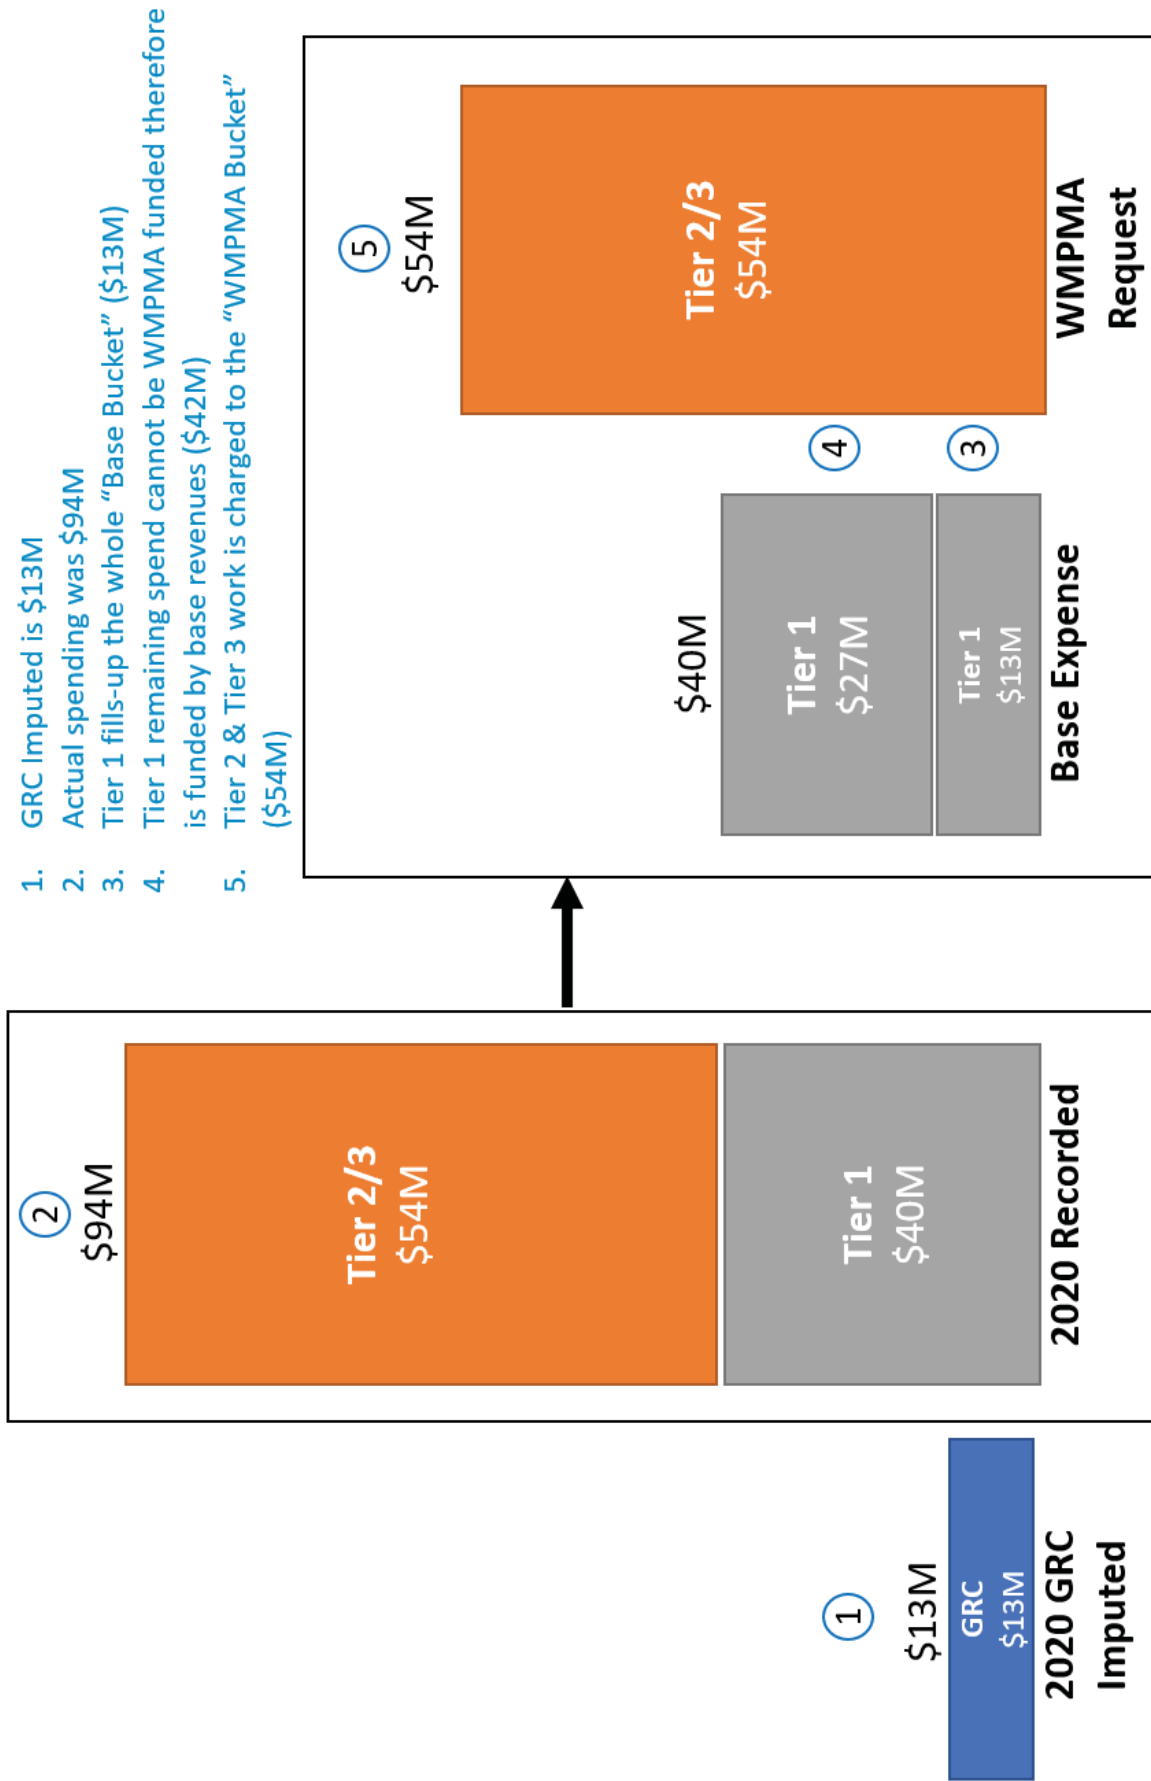 1. GRC Imputed is $13M
2. Actual spending was $94M
3. Tier 1 fills-up the whole “Base Bucket” ($13M)
4. Tier 1 remaining spend cannot be WMPMA funded therefore
is funded by base revenues ($42M)
5. Tier 2 & Tier 3 work is charged to the “WMPMA Bucket”
($54M)
1
$13M
GRC
$13M
2020 GRC
Imputed
2
$94M
Tier 2/3
$54M
Tier 1
$40M
2020 Recorded
$40M
Tier 1
$27M
Tier 1
$13M
Base Expense
4
3
5
$54M
Tier 2/3
$54M
WMPMA
Request